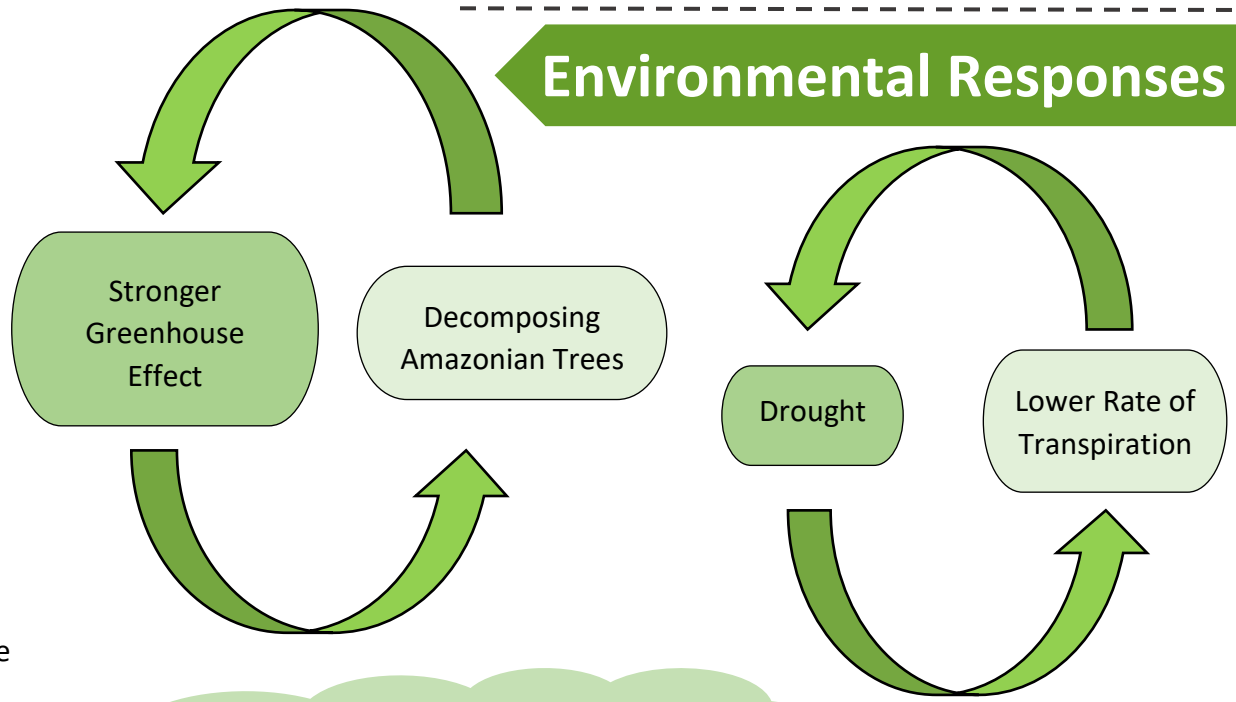 Environmental Responses
Stronger
Greenhouse
Effect
Decomposing
Amazonian Trees
Drought
Lower Rate of
Transpiration
e